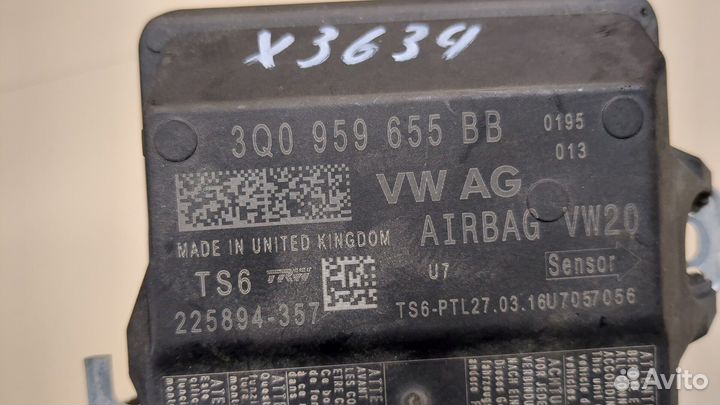 X3634
3Q0 959 655 BB 0195
013
VW AG
AIRBAG VW20
MADE IN UNITED KINGDOM
TS6 TRW U7 Sensor
225894-357 TS6-PTL27.03.16U7057056
Avito